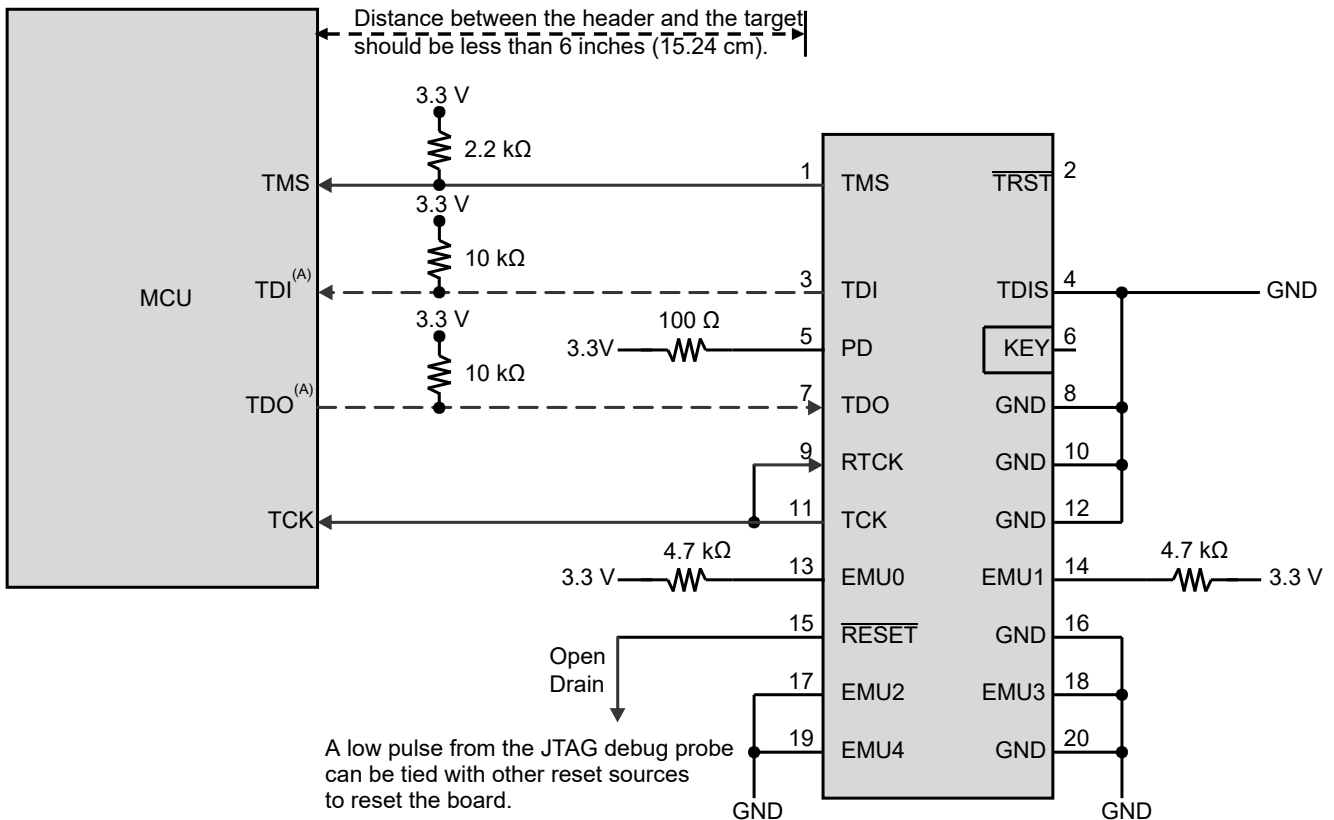 Distance between the header and the target
should be less than 6 inches (15.24 cm).
3.3 V
2.2 kΩ
TMS
1
TMS
TRST
2
3.3 V
10 kΩ
MCU
TDI(A)
3
TDI
TDIS
4
GND
3.3 V
100 Ω
3.3V
5
PD
KEY
6
10 kΩ
TDO(A)
7
TDO
GND
8
9
RTCK
GND
10
TCK
11
TCK
GND
12
4.7 kΩ
3.3 V
13
EMU0
EMU1
14
4.7 kΩ
3.3 V
15
RESET
GND
16
Open
Drain
17
EMU2
EMU3
18
A low pulse from the JTAG debug probe
can be tied with other reset sources
to reset the board.
19
EMU4
GND
20
GND
GND